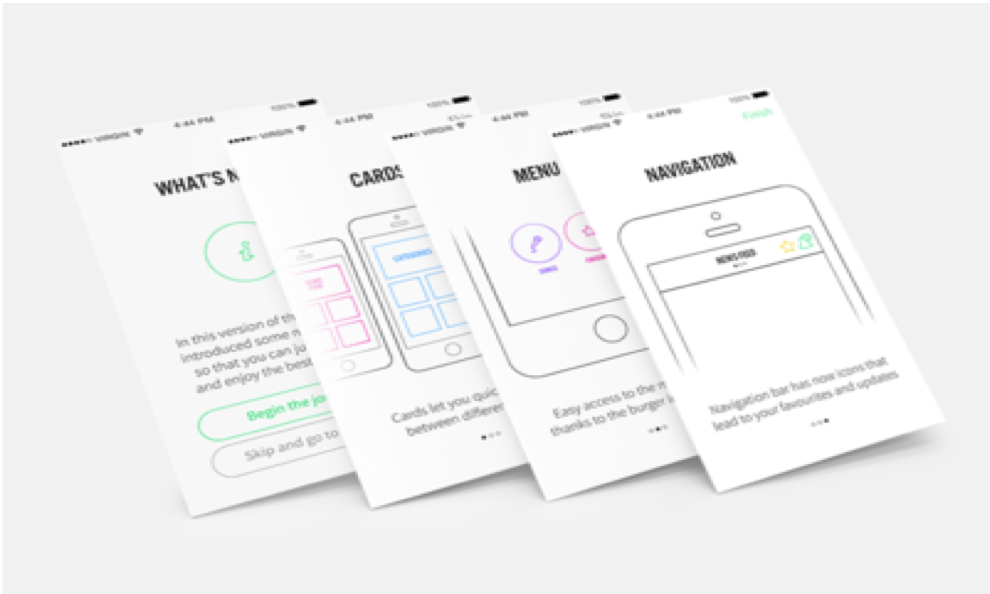 VIRGIN 4:44 PM 100%
WHAT'S N
In this version of th
introduced some n
so that you can ju
and enjoy the best
Begin the jo
Skip and go to
VIRGIN 4:44 PM 100%
CARDS
CATEGORIES
Cards let you quic
between differen
VIRGIN 4:44 PM 100%
MENU
Easy access to the m
thanks to the burger i
VIRGIN 4:44 PM 100%
Finish
NAVIGATION
NEWS FEED
Navigation bar has now icons that
lead to your favourites and updates